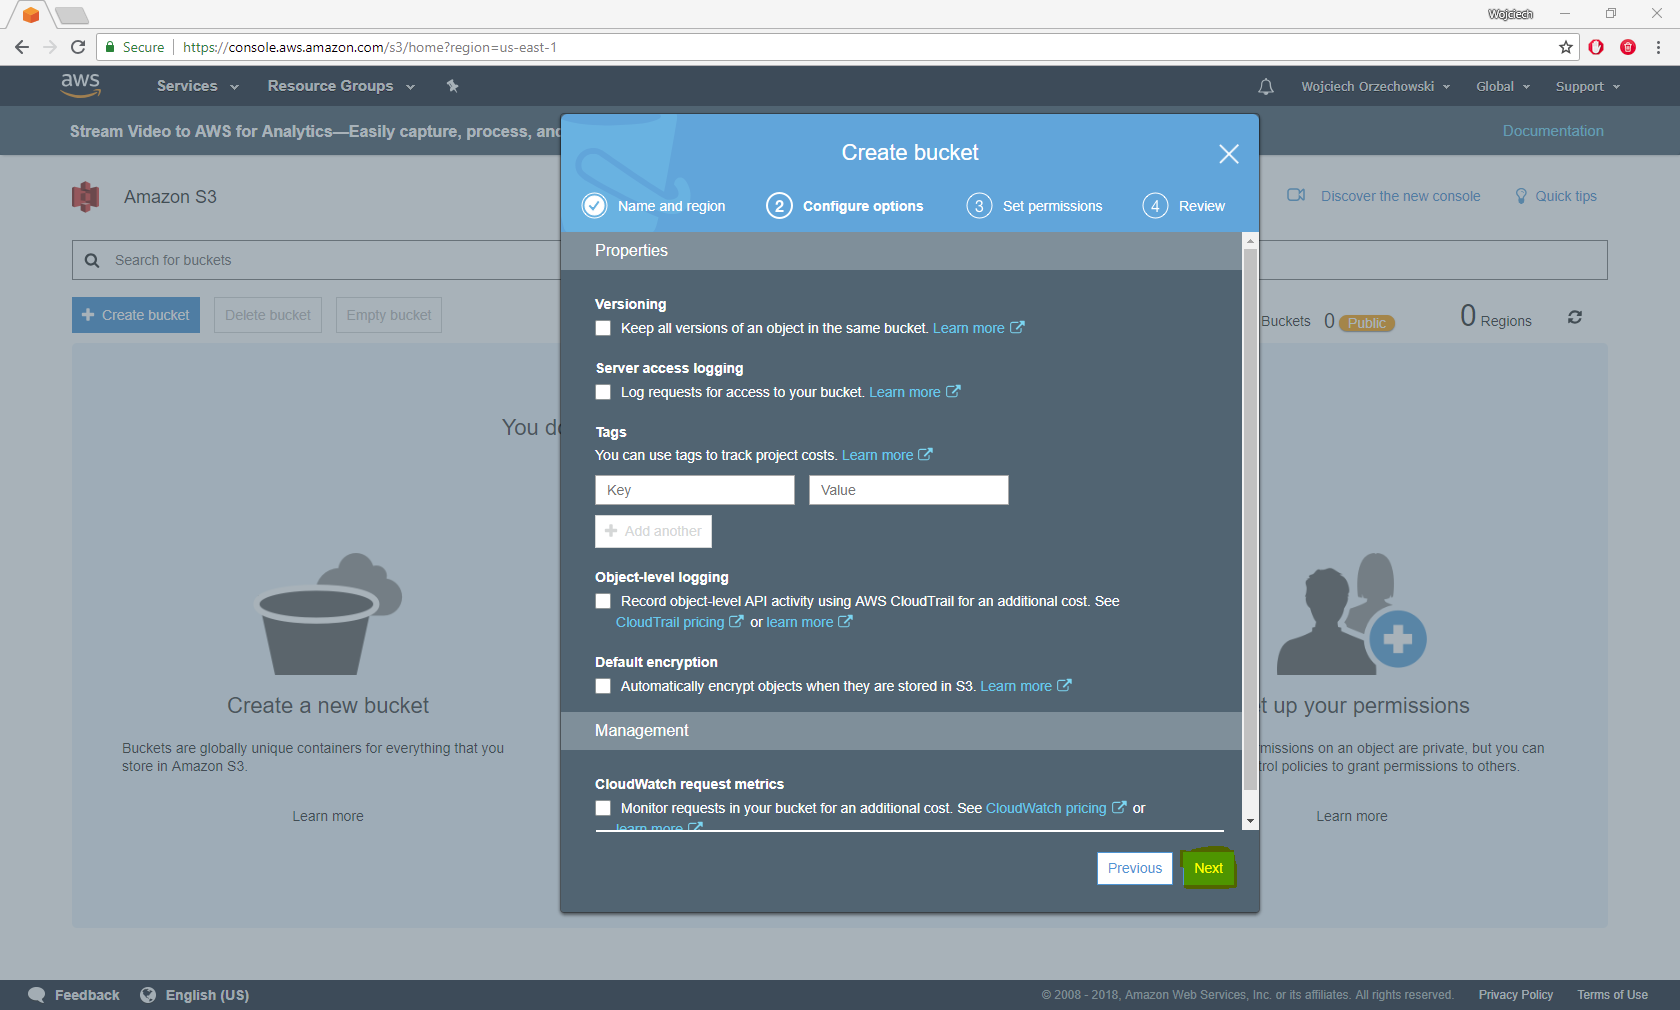 Wojciech
Secure
https://console.aws.amazon.com/s3/home?region=us-east-1
aws
Services
Resource Groups
Wojciech Orzechowski
Global
Support
Stream Video to AWS for Analytics—Easily capture, process, and
Documentation
Amazon S3
Discover the new console
Quick tips
Search for buckets
+ Create bucket
Delete bucket
Empty bucket
Buckets
0 Public
0 Regions
You do
Create a new bucket
Buckets are globally unique containers for everything that you
store in Amazon S3.
Learn more
Create bucket
Name and region
2 Configure options
3 Set permissions
4 Review
Properties
Versioning
Keep all versions of an object in the same bucket. Learn more
Server access logging
Log requests for access to your bucket. Learn more
Tags
You can use tags to track project costs. Learn more
Key
Value
+ Add another
Object-level logging
Record object-level API activity using AWS CloudTrail for an additional cost. See
CloudTrail pricing or learn more
Default encryption
Automatically encrypt objects when they are stored in S3. Learn more
Management
CloudWatch request metrics
Monitor requests in your bucket for an additional cost. See CloudWatch pricing or
learn more
Previous
Next
t up your permissions
missions on an object are private, but you can
trol policies to grant permissions to others.
Learn more
Feedback
English (US)
© 2008 - 2018, Amazon Web Services, Inc. or its affiliates. All rights reserved.
Privacy Policy
Terms of Use